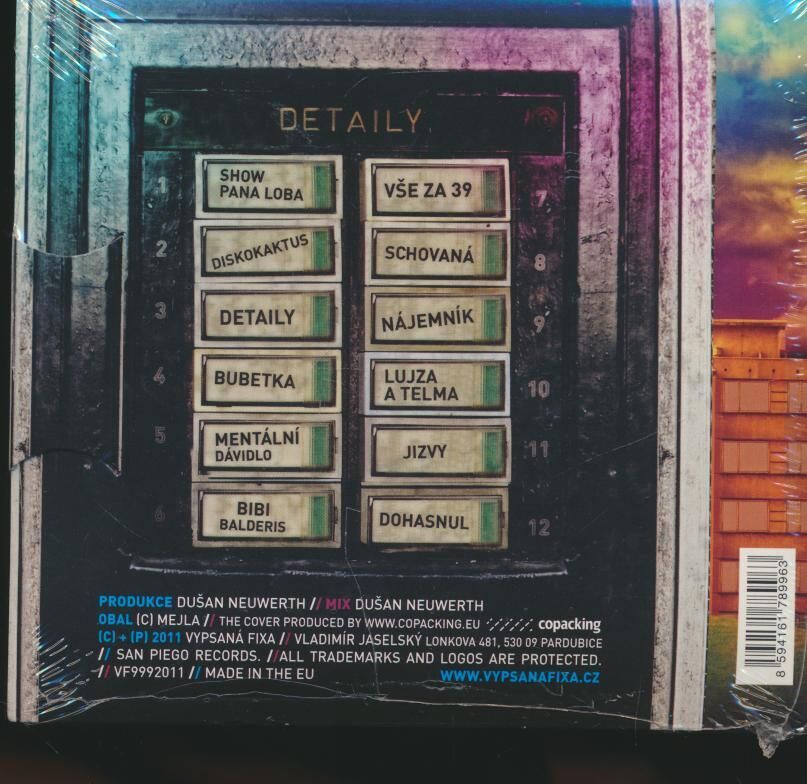 DETAILY
1 SHOW
PANA LOBA
2 DISKOKAKTUS
3 DETAILY
4 BUBETKA
5 MENTÁLNÍ
DÁVIDLO
6 BIBI
BALDERIS
VŠE ZA 39 7
SCHOVANÁ 8
NÁJEMNÍK 9
LUJZA
A TELMA 10
JIZVY 11
DOHASNUL 12
PRODUKCE DUŠAN NEUWERTH // MIX DUŠAN NEUWERTH
OBAL (C) MEJLA // THE COVER PRODUCED BY WWW.COPACKING.EU copacking
(C) + (P) 2011 VYPSANÁ FIXA // VLADIMÍR JASELSKÝ LONKOVA 481, 530 09 PARDUBICE
// SAN PIEGO RECORDS. //ALL TRADEMARKS AND LOGOS ARE PROTECTED.
// VF9992011 // MADE IN THE EU WWW.VYPSANAFIXA.CZ
8 594161 789963